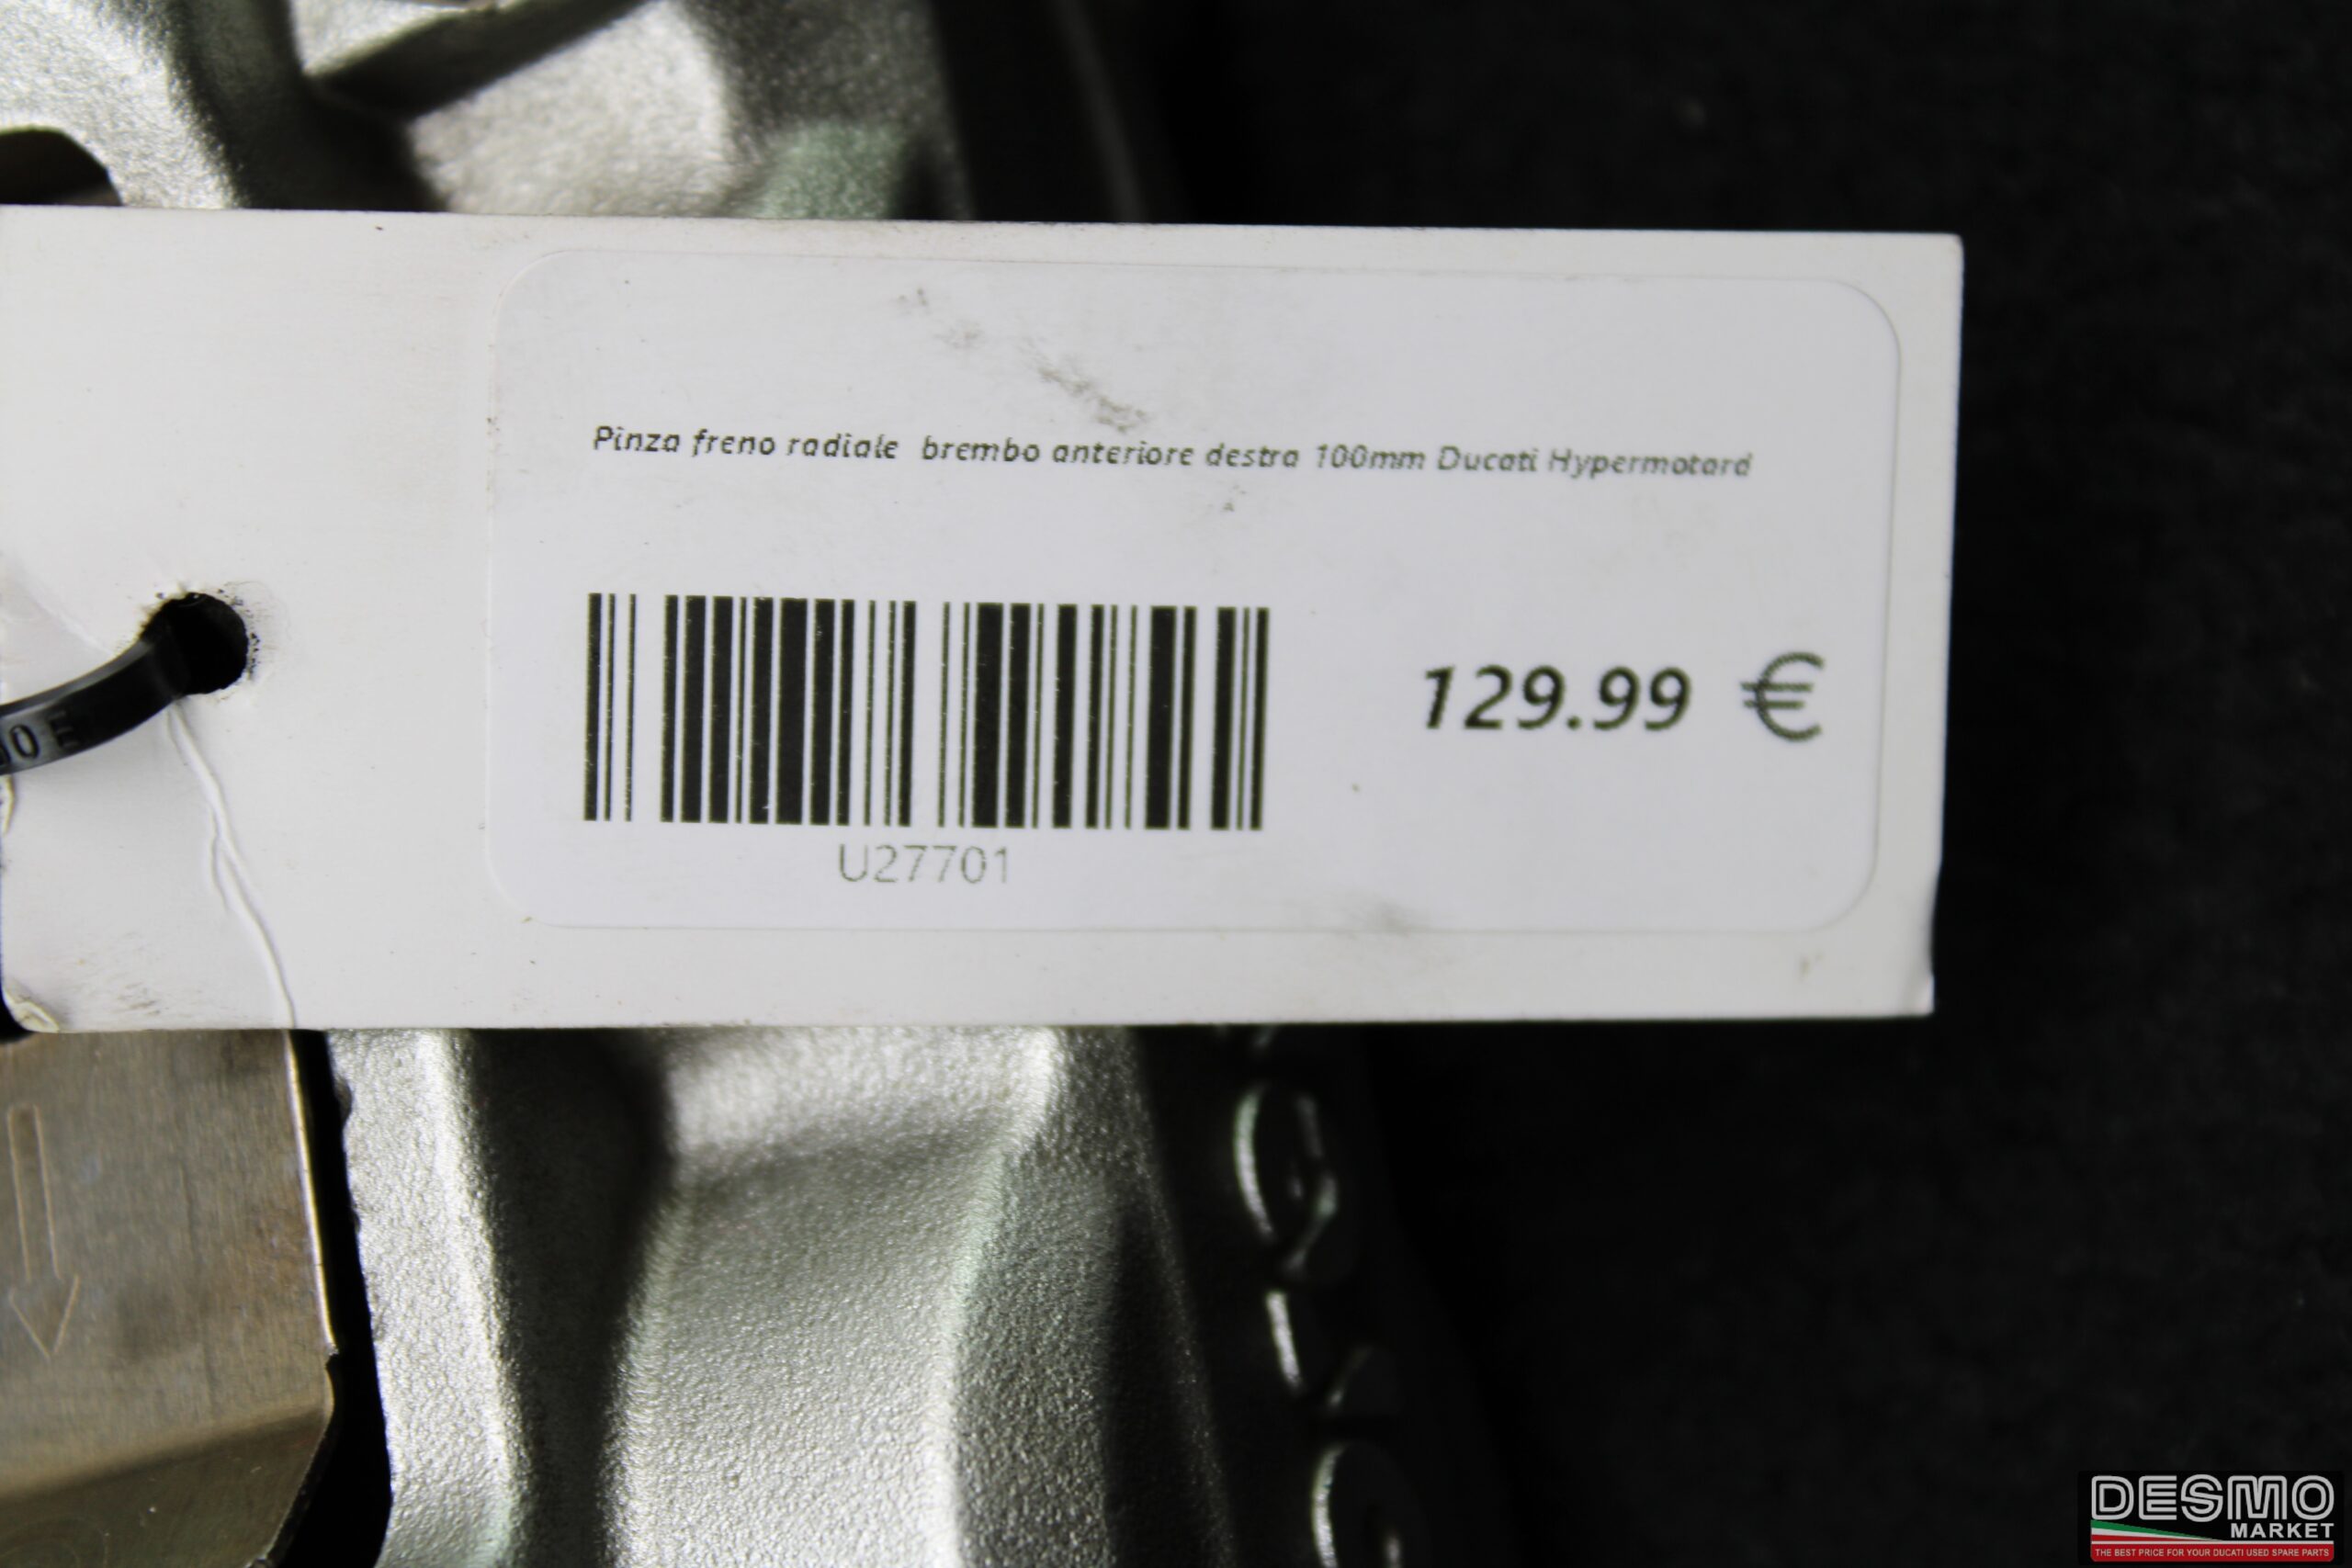 Pinza freno radiale brembo anteriore destra 100mm Ducati Hypermotard
129.99 €
U27701
DESMO
MARKET
THE BEST PRICE FOR YOUR DUCATI USED SPARE PARTS